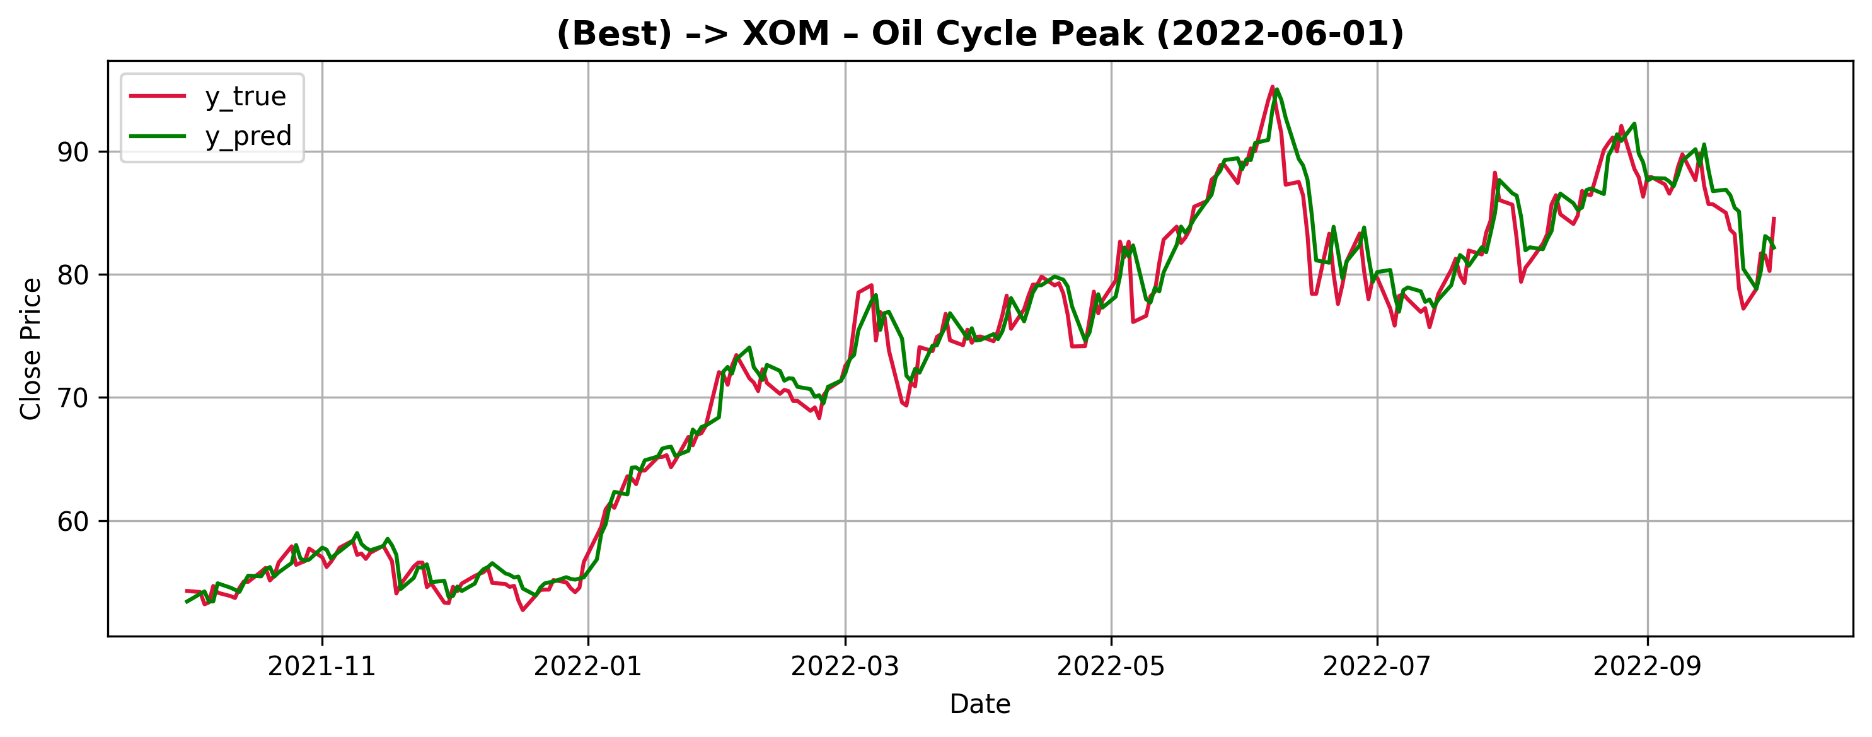 (Best) –> XOM – Oil Cycle Peak (2022-06-01)
y_true
y_pred
90
80
70
60
Close Price
2021-11 2022-01 2022-03 2022-05 2022-07 2022-09
Date